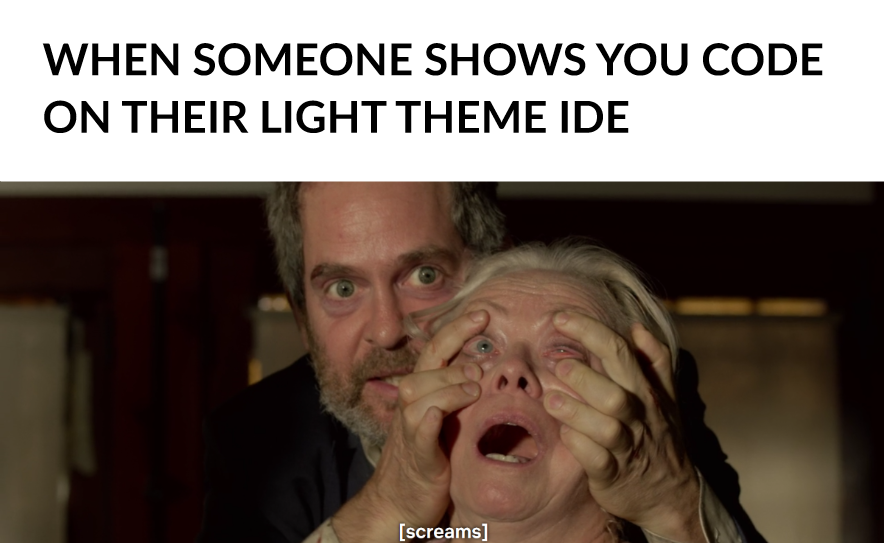 WHEN SOMEONE SHOWS YOU CODE
ON THEIR LIGHT THEME IDE
[screams]